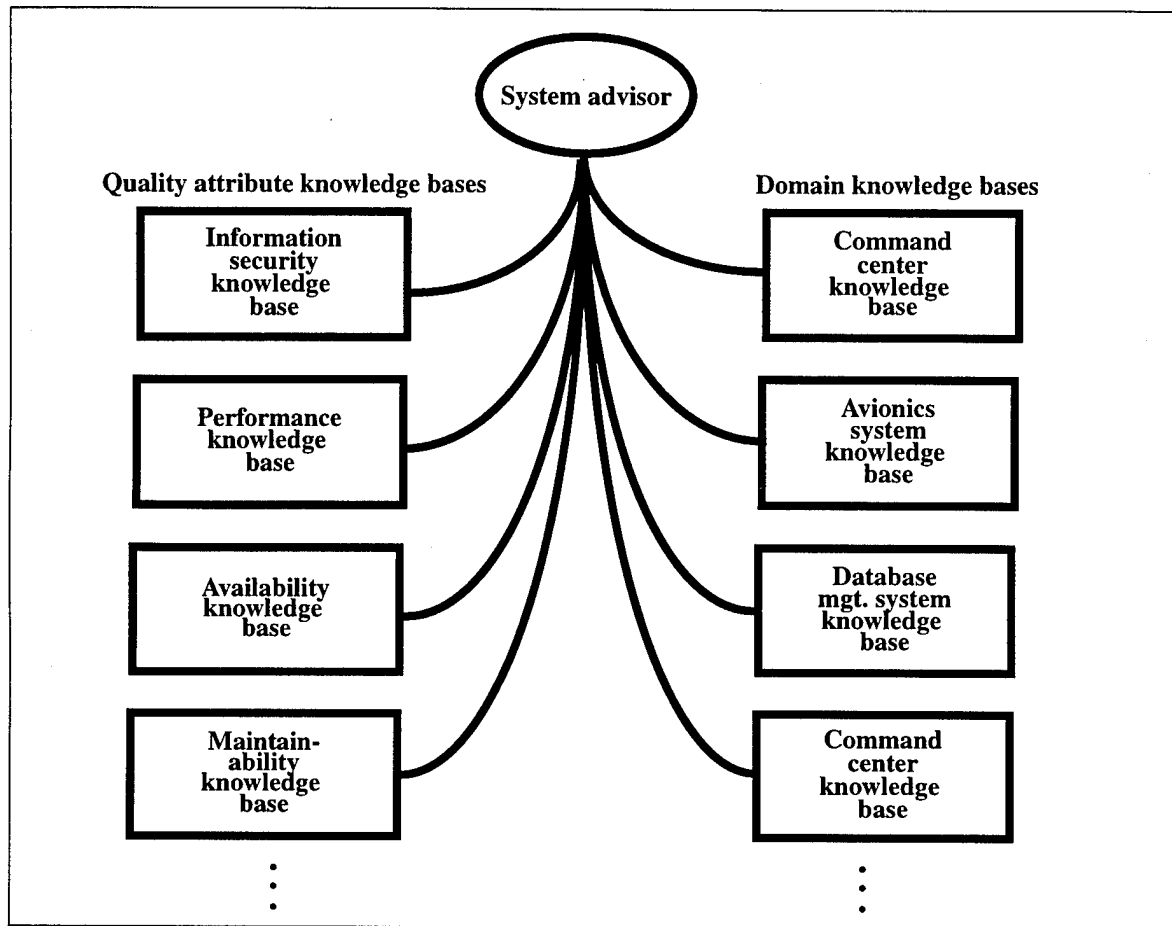 System advisor
Quality attribute knowledge bases
Information
security
knowledge
base
Performance
knowledge
base
Availability
knowledge
base
Maintain-
ability
knowledge
base
Domain knowledge bases
Command
center
knowledge
base
Avionics
system
knowledge
base
Database
mgt. system
knowledge
base
Command
center
knowledge
base